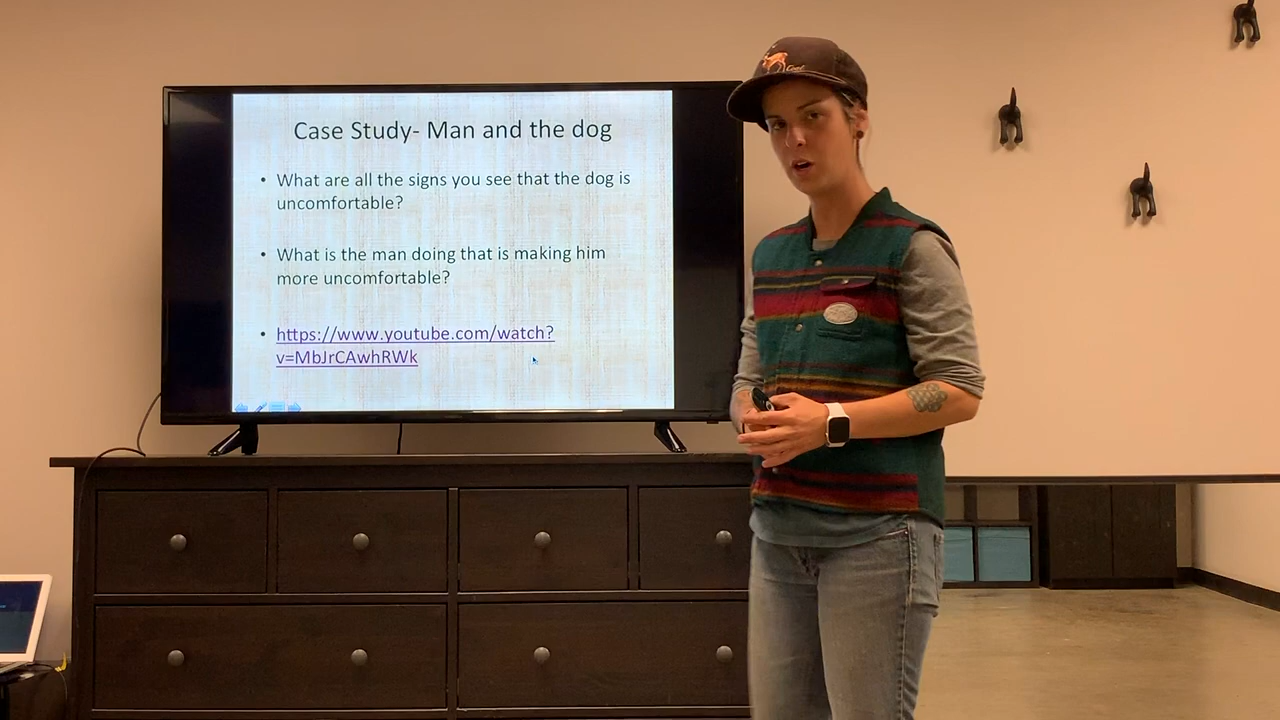 Case Study- Man and the dog
• What are all the signs you see that the dog is
uncomfortable?
• What is the man doing that is making him
more uncomfortable?
• https://www.youtube.com/watch?
v=MbJrCAwhRWk